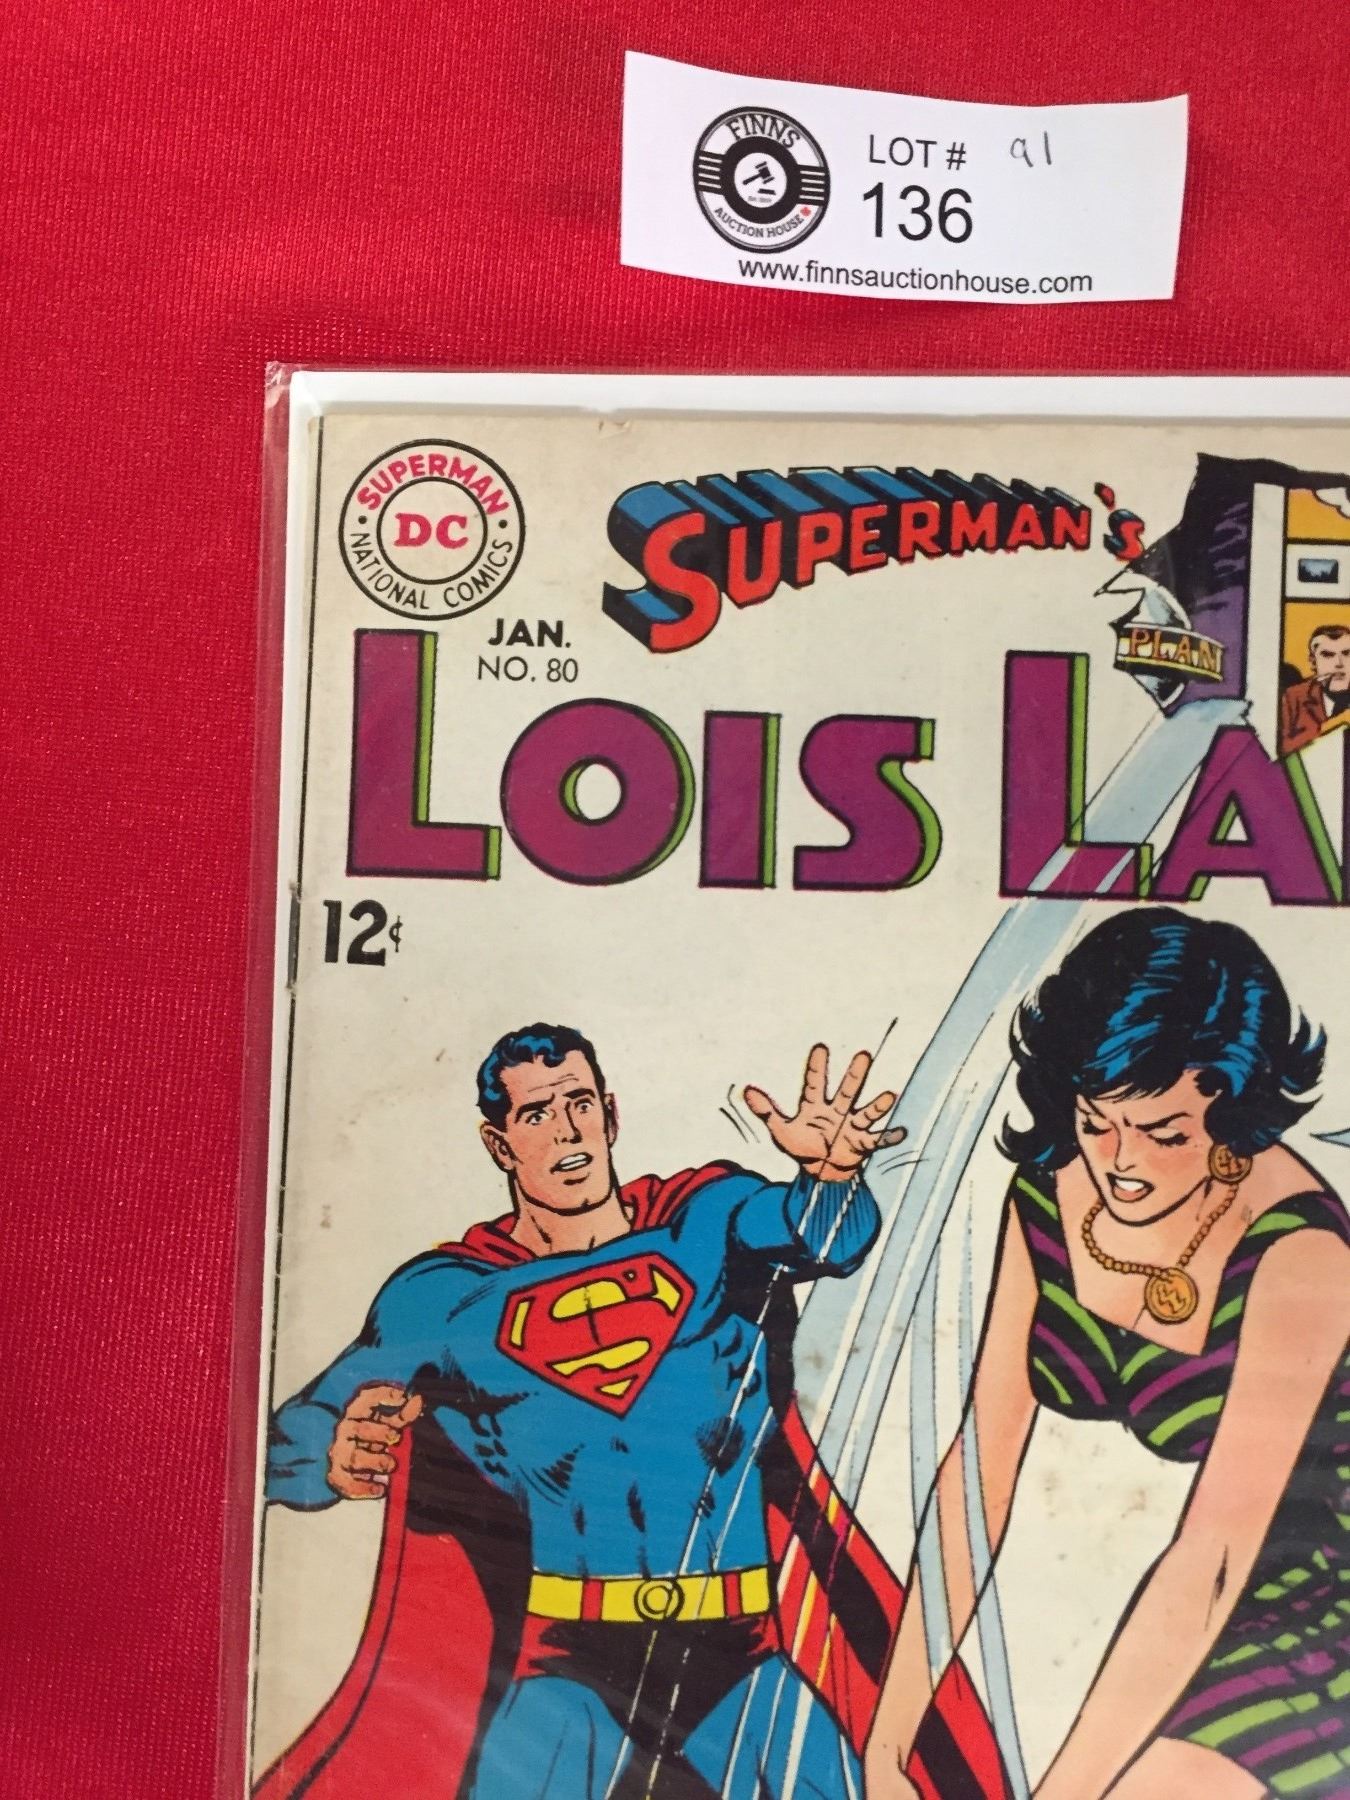 FINNS
AUCTION HOUSE
LOT # 91
136
www.finnsauctionhouse.com
SUPERMAN
DC
NATIONAL COMICS
SUPERMAN's
JAN.
NO. 80
PLAN
LOIS LA
12¢
S